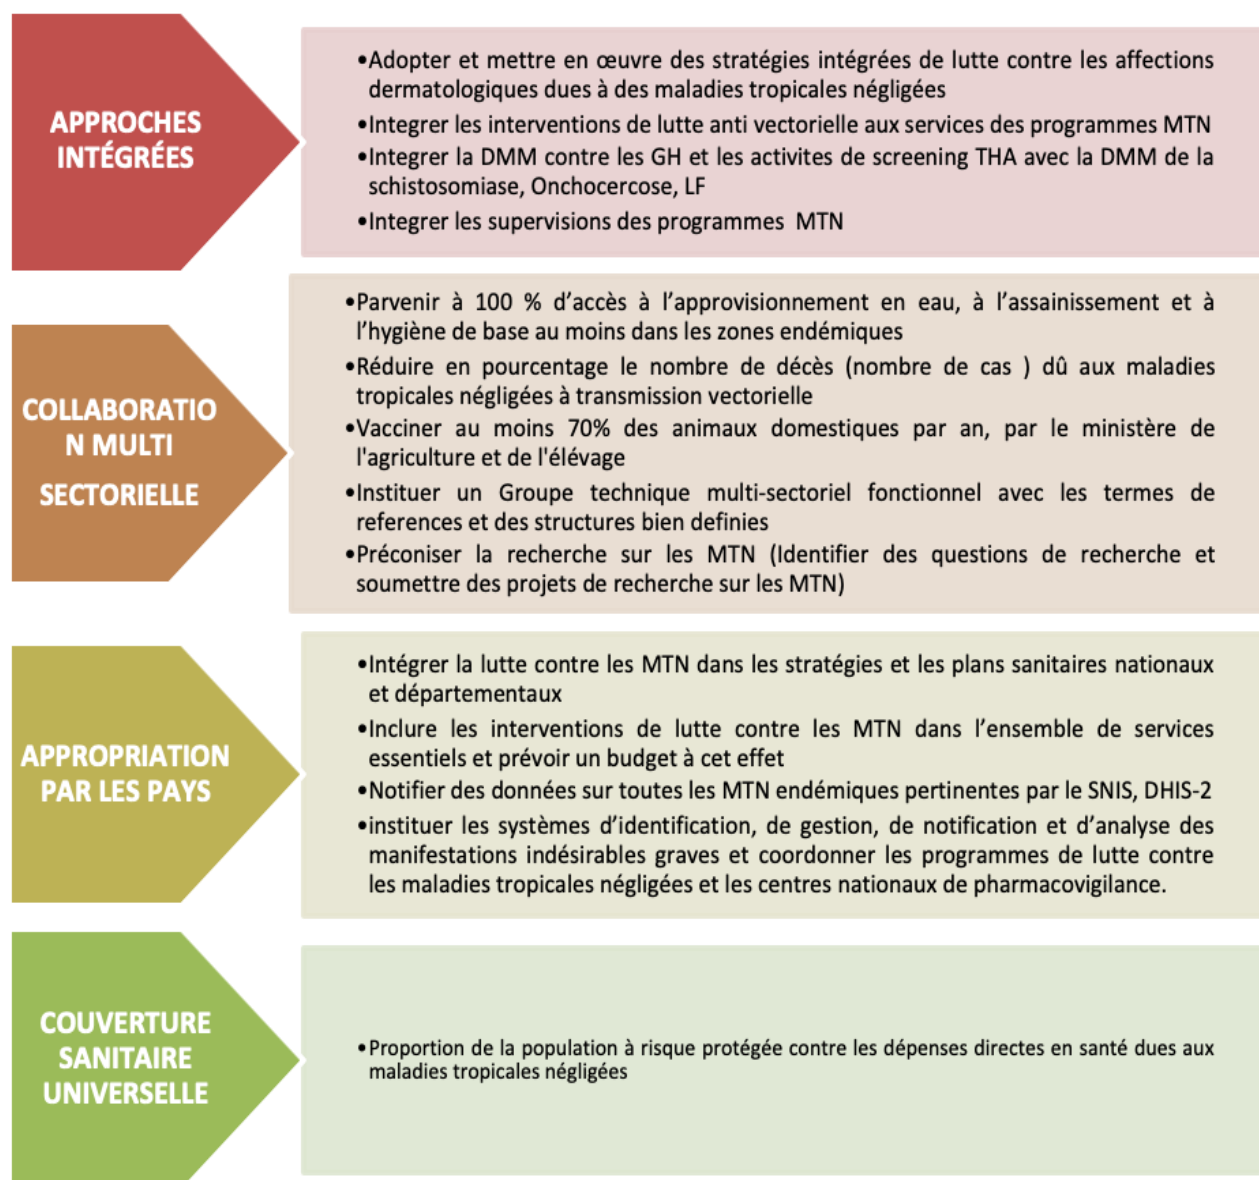 APPROCHES
INTÉGRÉES
•Adopter et mettre en œuvre des stratégies intégrées de lutte contre les affections
dermatologiques dues à des maladies tropicales négligées
•Integrer les interventions de lutte anti vectorielle aux services des programmes MTN
•Integrer la DMM contre les GH et les activites de screening THA avec la DMM de la
schistosomiase, Onchocercose, LF
•Integrer les supervisions des programmes MTN
COLLABORATIO
N MULTI
SECTORIELLE
•Parvenir à 100 % d’accès à l’approvisionnement en eau, à l’assainissement et à
l’hygiène de base au moins dans les zones endémiques
•Réduire en pourcentage le nombre de décès (nombre de cas ) dû aux maladies
tropicales négligées à transmission vectorielle
•Vacciner au moins 70% des animaux domestiques par an, par le ministère de
l'agriculture et de l'élévage
•Instituer un Groupe technique multi-sectoriel fonctionnel avec les termes de
references et des structures bien definies
•Préconiser la recherche sur les MTN (Identifier des questions de recherche et
soumettre des projets de recherche sur les MTN)
APPROPRIATION
PAR LES PAYS
•Intégrer la lutte contre les MTN dans les stratégies et les plans sanitaires nationaux
et départementaux
•Inclure les interventions de lutte contre les MTN dans l’ensemble de services
essentiels et prévoir un budget à cet effet
•Notifier des données sur toutes les MTN endémiques pertinentes par le SNIS, DHIS-2
•instituer les systèmes d’identification, de gestion, de notification et d’analyse des
manifestations indésirables graves et coordonner les programmes de lutte contre
les maladies tropicales négligées et les centres nationaux de pharmacovigilance.
COUVERTURE
SANITAIRE
UNIVERSELLE
•Proportion de la population à risque protégée contre les dépenses directes en santé dues aux
maladies tropicales négligées